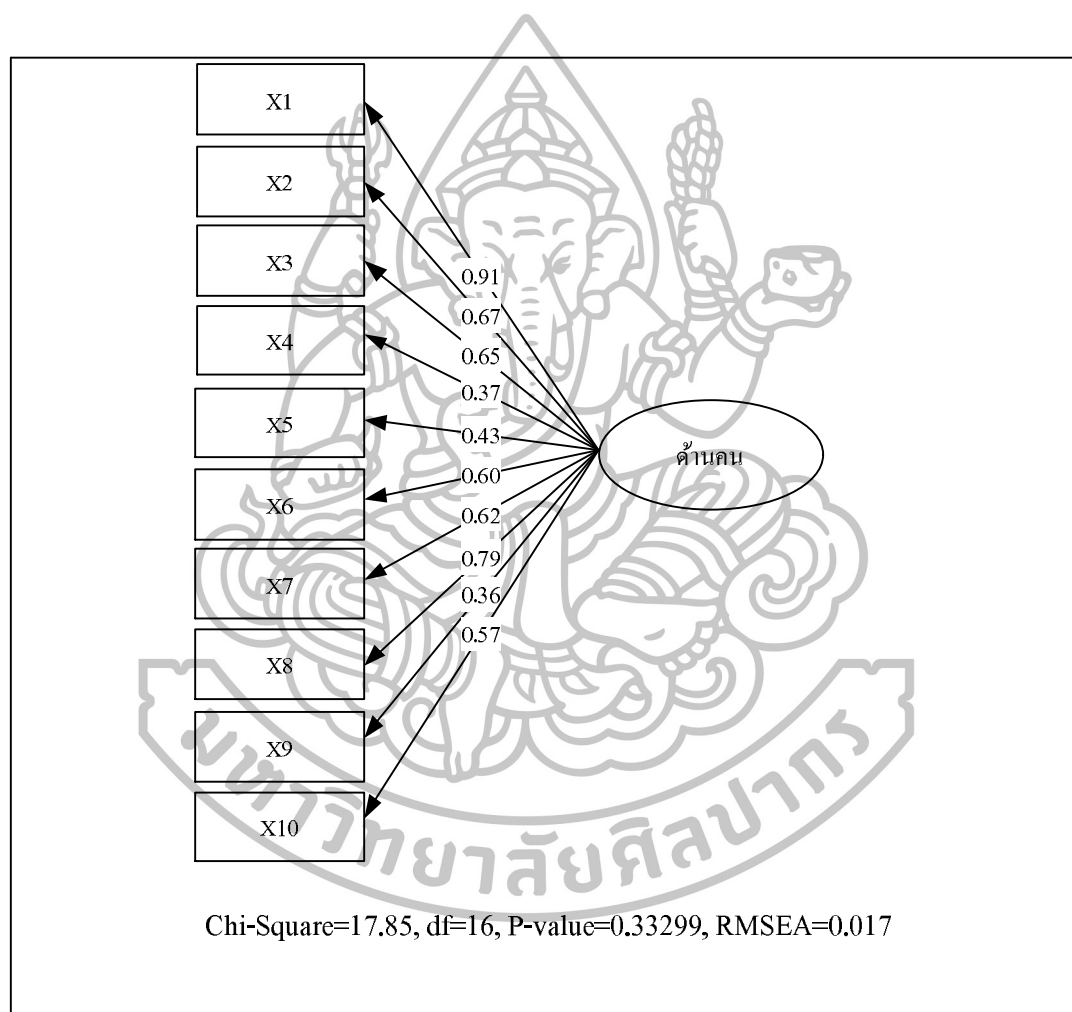 X1
X2
X3
X4
X5
X6
X7
X8
X9
X10
0.91
0.67
0.65
0.37
0.43
0.60
0.62
0.79
0.36
0.57
ด้านคน
มหาวิทยาลัยศิลปากร
Chi-Square=17.85, df=16, P-value=0.33299, RMSEA=0.017